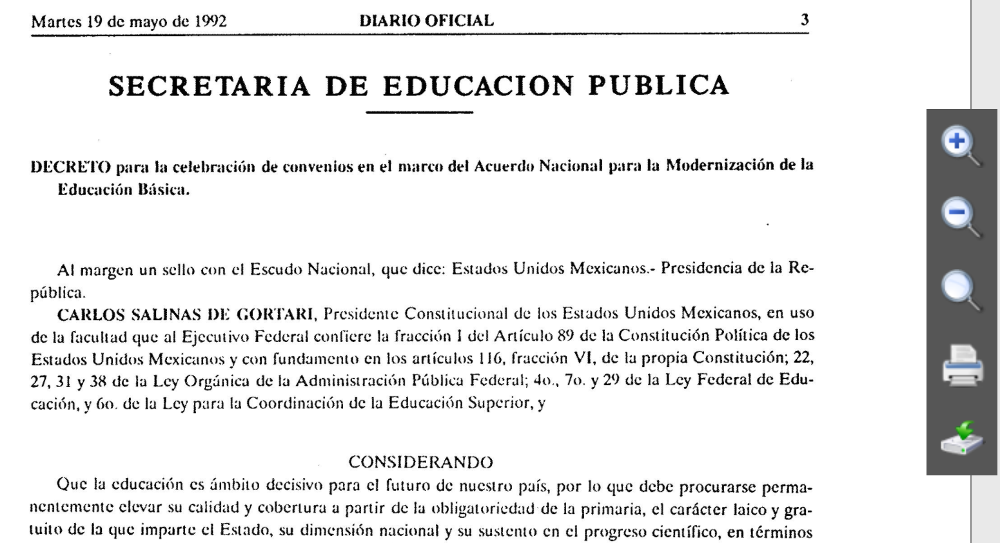 Martes 19 de mayo de 1992 DIARIO OFICIAL 3
SECRETARIA DE EDUCACION PUBLICA
DECRETO para la celebración de convenios en el marco del Acuerdo Nacional para la Modernización de la
Educación Básica.
Al margen un sello con el Escudo Nacional, que dice: Estados Unidos Mexicanos.- Presidencia de la Re-
pública.
CARLOS SALINAS DE GORTARI, Presidente Constitucional de los Estados Unidos Mexicanos, en uso
de la facultad que al Ejecutivo Federal confiere la fracción I del Artículo 89 de la Constitución Política de los
Estados Unidos Mexicanos y con fundamento en los artículos 116, fracción VI, de la propia Constitución; 22,
27, 31 y 38 de la Ley Orgánica de la Administración Pública Federal; 4o., 7o. y 29 de la Ley Federal de Edu-
cación, y 6o. de la Ley para la Coordinación de la Educación Superior, y
CONSIDERANDO
Que la educación es ámbito decisivo para el futuro de nuestro país, por lo que debe procurarse perma-
nentemente elevar su calidad y cobertura a partir de la obligatoriedad de la primaria, el carácter laico y gra-
tuito de la que imparte el Estado, su dimensión nacional y su sustento en el progreso científico, en términos